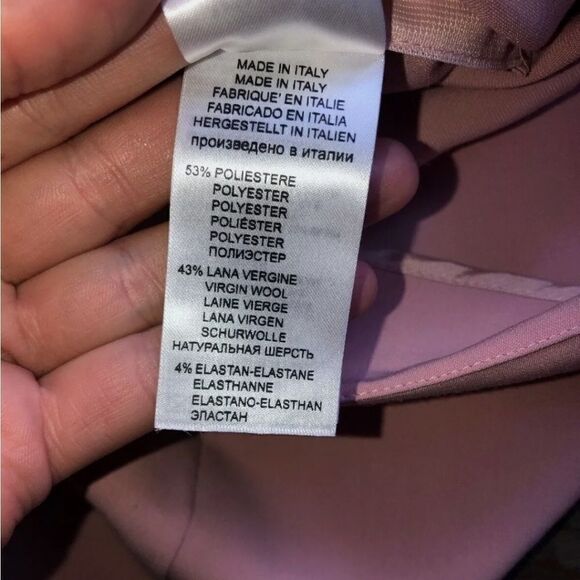 MADE IN ITALY
MADE IN ITALY
FABRIQUE' EN ITALIE
FABRICADO EN ITALIA
HERGESTELLT IN ITALIEN
произведено в италии
53% POLIESTERE
POLYESTER
POLYESTER
POLIÉSTER
POLYESTER
ПОЛИЭСТЕР
43% LANA VERGINE
VIRGIN WOOL
LAINE VIERGE
LANA VIRGEN
SCHURWOLLE
НАТУРАЛЬНАЯ ШЕРСТЬ
4% ELASTAN-ELASTANE
ELASTHANNE
ELASTANO-ELASTHAN
ЭЛАСТАН